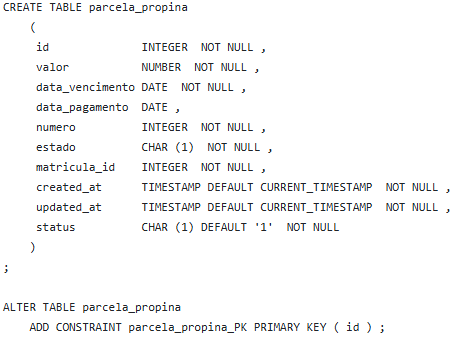 CREATE TABLE parcela_propina
(
id INTEGER NOT NULL ,
valor NUMBER NOT NULL ,
data_vencimento DATE NOT NULL ,
data_pagamento DATE ,
numero INTEGER NOT NULL ,
estado CHAR (1) NOT NULL ,
matricula_id INTEGER NOT NULL ,
created_at TIMESTAMP DEFAULT CURRENT_TIMESTAMP NOT NULL ,
updated_at TIMESTAMP DEFAULT CURRENT_TIMESTAMP NOT NULL ,
status CHAR (1) DEFAULT '1' NOT NULL
)
;
ALTER TABLE parcela_propina
ADD CONSTRAINT parcela_propina_PK PRIMARY KEY ( id ) ;